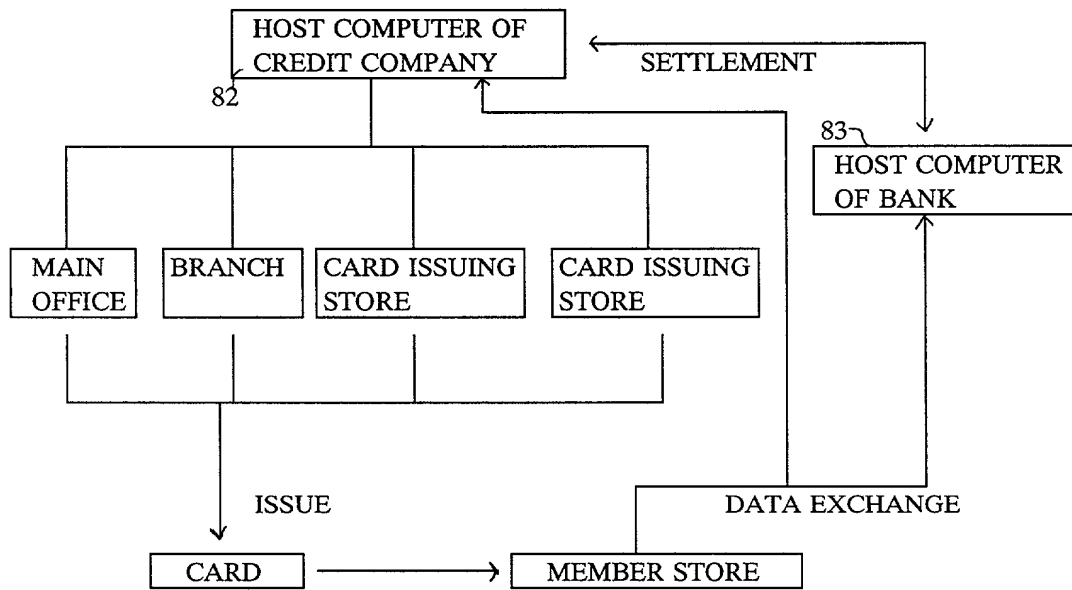 HOST COMPUTER OF
CREDIT COMPANY
82
SETTLEMENT
83
HOST COMPUTER
OF BANK
MAIN
OFFICE
BRANCH
CARD ISSUING
STORE
CARD ISSUING
STORE
ISSUE
DATA EXCHANGE
CARD
MEMBER STORE